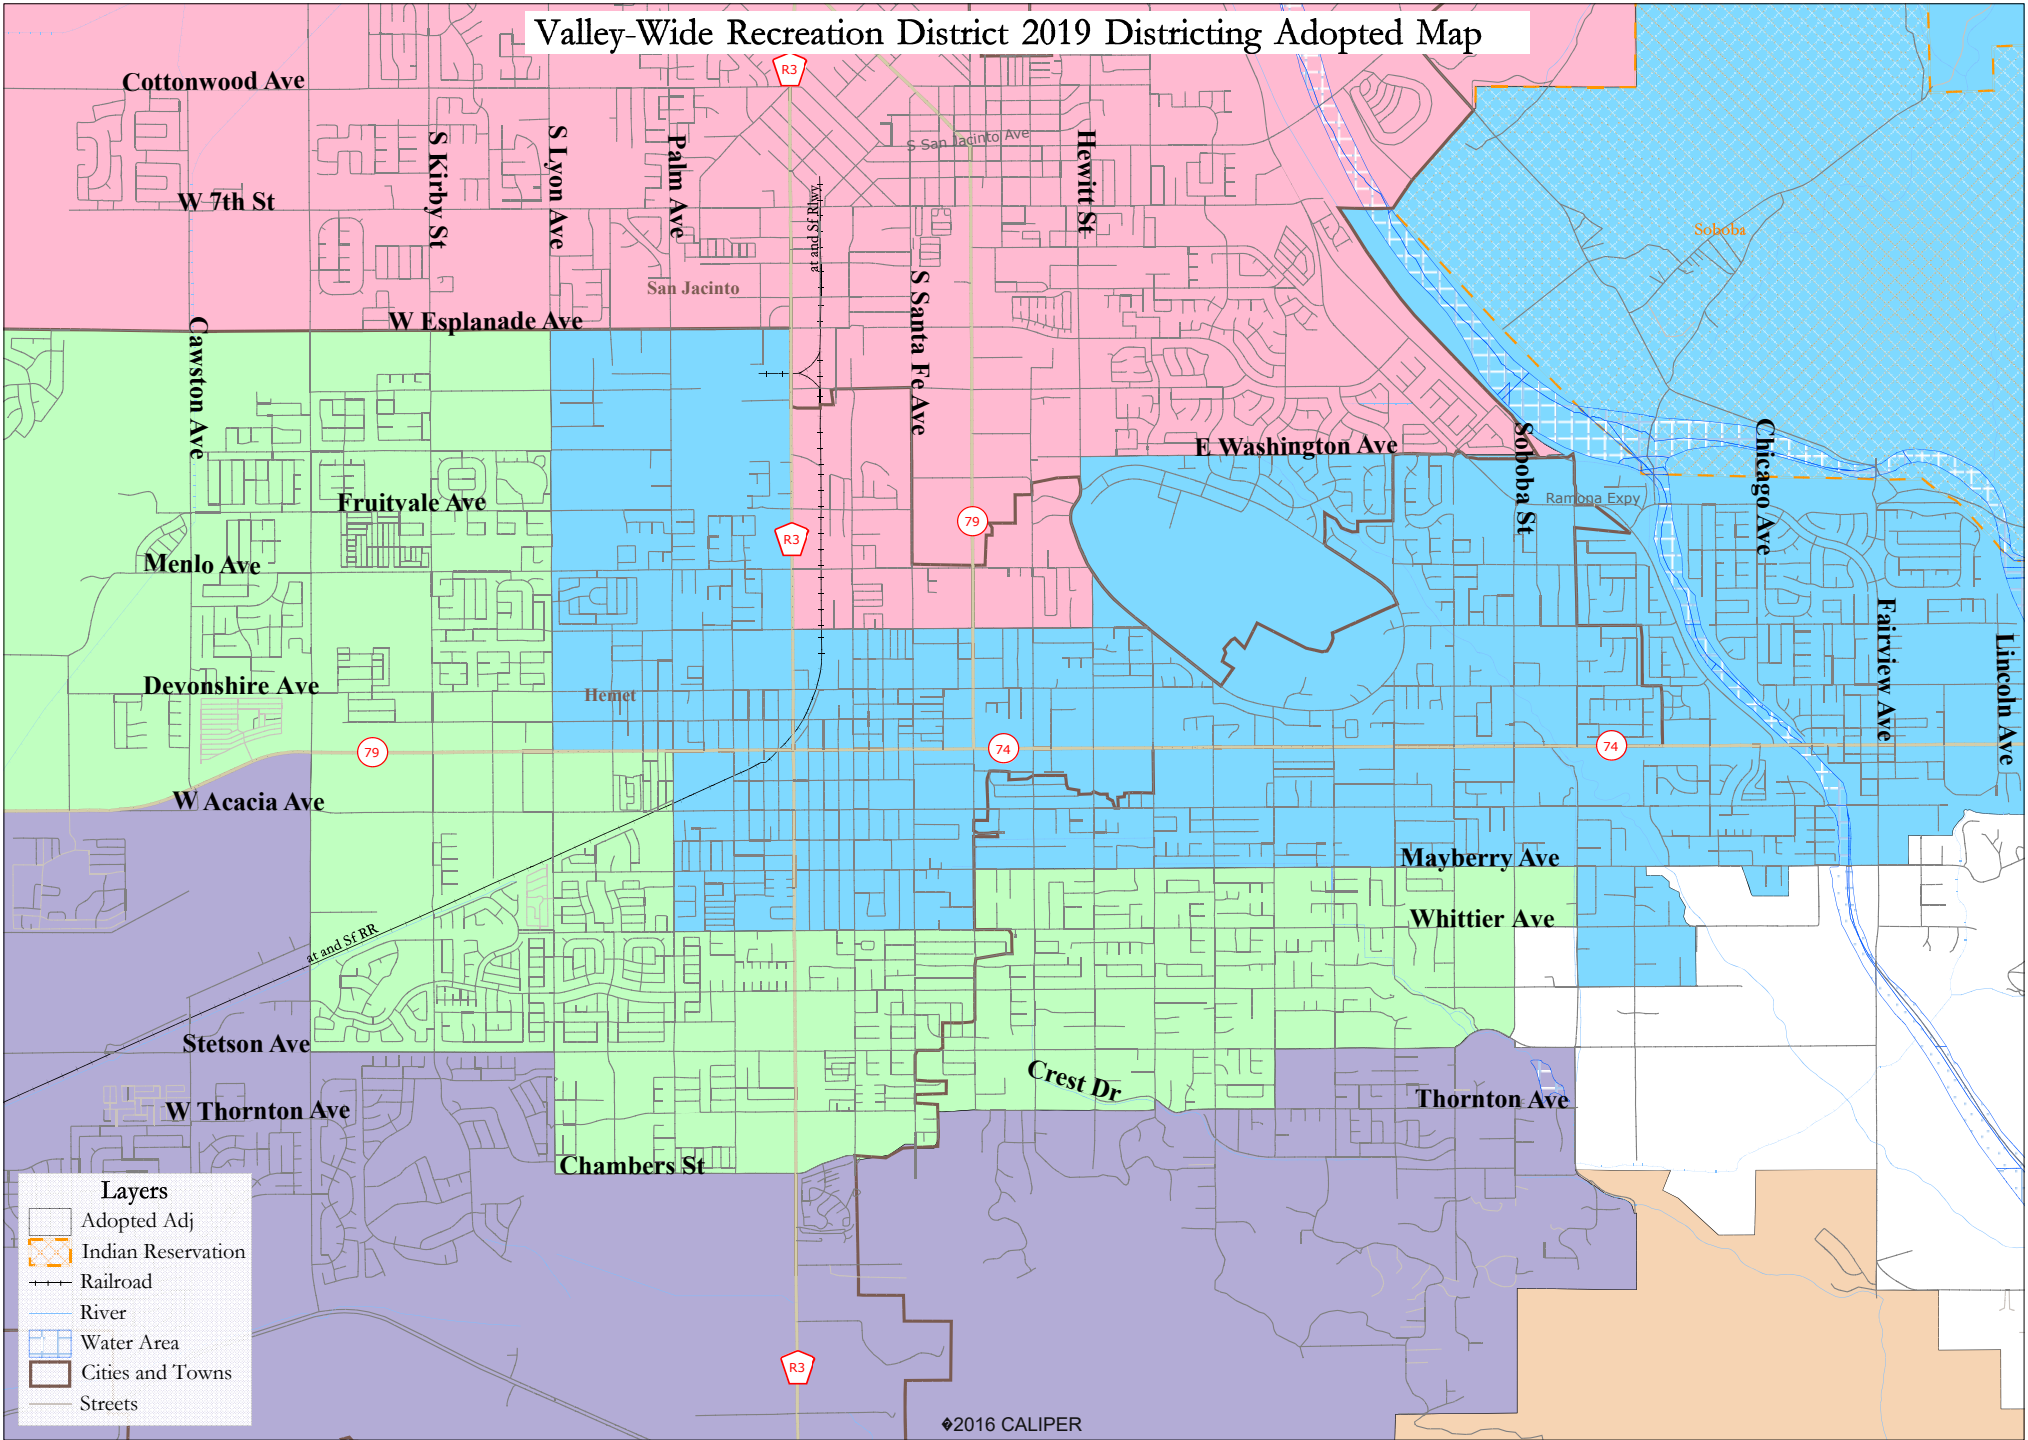 Valley-Wide Recreation District 2019 Districting Adopted Map
R3
Cottonwood Ave
S Kirby St
S Lyon Ave
Palm Ave
S San Jacinto Ave
Hewitt St
W 7th St
at and Sf Rlwy
Soboba
San Jacinto
S Santa Fe Ave
W Esplanade Ave
Cawston Ave
E Washington Ave
Soboba St
Chicago Ave
Fruitvale Ave
Ramona Expy
79
R3
Menlo Ave
Fairview Ave
Lincoln Ave
Devonshire Ave
Hemet
79
74
74
W Acacia Ave
Mayberry Ave
Whittier Ave
at and Sf RR
Stetson Ave
Crest Dr
W Thornton Ave
Thornton Ave
Chambers St
Layers
Adopted Adj
Indian Reservation
Railroad
River
Water Area
Cities and Towns
Streets
R3
�2016 CALIPER